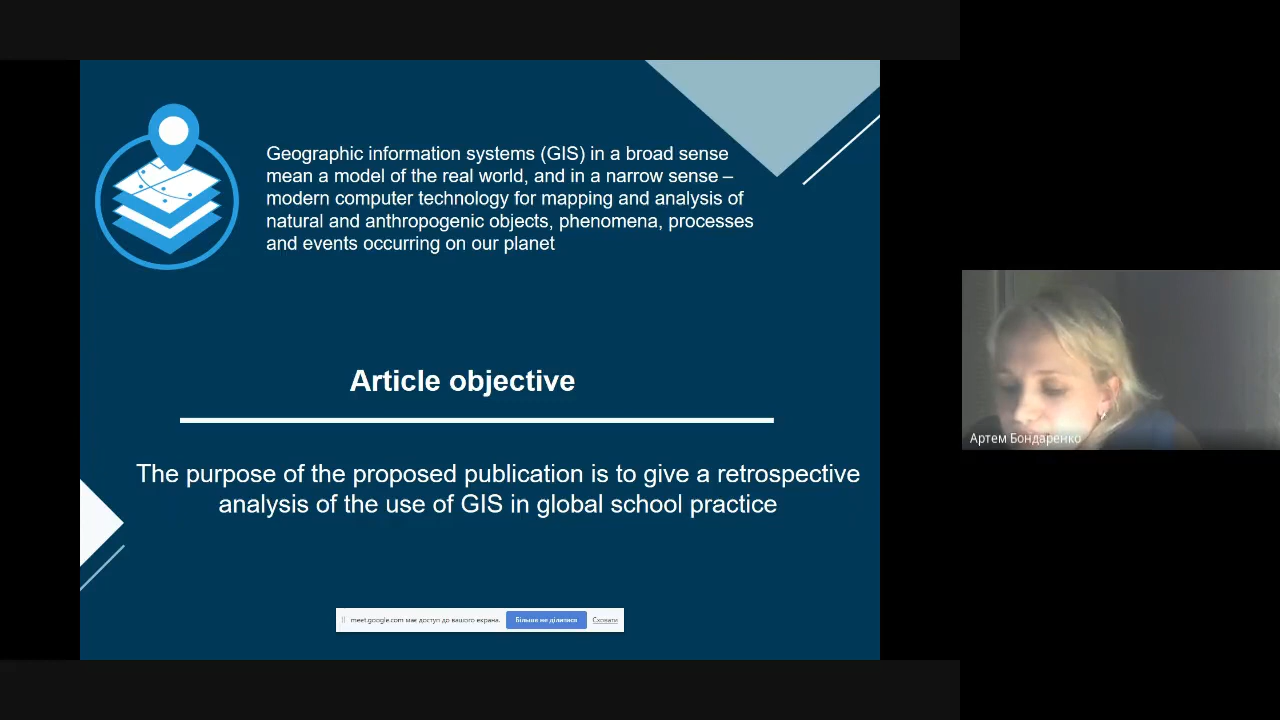 Geographic information systems (GIS) in a broad sense
mean a model of the real world, and in a narrow sense –
modern computer technology for mapping and analysis of
natural and anthropogenic objects, phenomena, processes
and events occurring on our planet
Article objective
The purpose of the proposed publication is to give a retrospective
analysis of the use of GIS in global school practice
Артем Бондаренко
meet.google.com має доступ до вашого екрана.
Більше не ділитися
Сховати